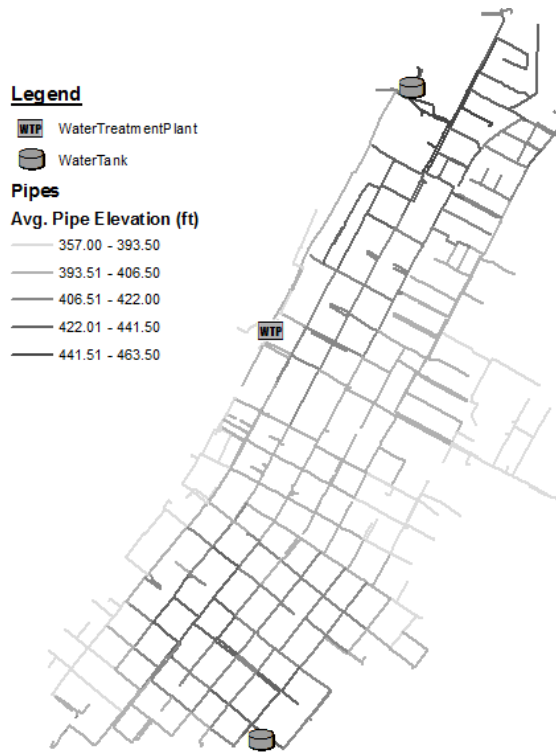 Legend
WTP WaterTreatmentPlant
WaterTank
Pipes
Avg. Pipe Elevation (ft)
357.00 - 393.50
393.51 - 406.50
406.51 - 422.00
422.01 - 441.50
441.51 - 463.50
WTP